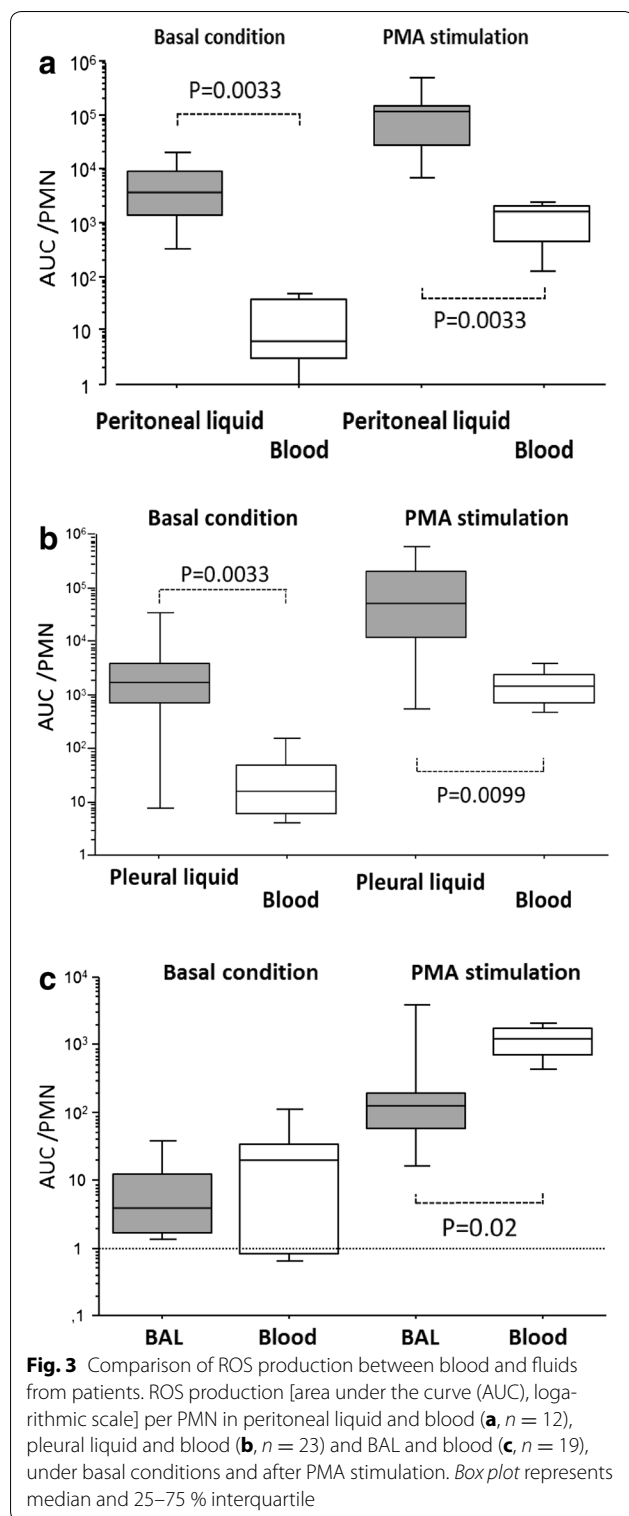 a
Basal condition PMA stimulation
P=0.0033
P=0.0033
AUC /PMN
10⁶
10⁵
10⁴
10³
10²
10
1
Peritoneal liquid Peritoneal liquid
Blood Blood
b
Basal condition PMA stimulation
P=0.0033
P=0.0099
AUC /PMN
10⁶
10⁵
10⁴
10³
10²
10
1
Pleural liquid Pleural liquid
Blood Blood
c
Basal condition PMA stimulation
P=0.02
AUC /PMN
10⁴
10³
10²
10
1
,1
BAL Blood BAL Blood
Fig. 3 Comparison of ROS production between blood and fluids
from patients. ROS production [area under the curve (AUC), loga-
rithmic scale] per PMN in peritoneal liquid and blood (a, n = 12),
pleural liquid and blood (b, n = 23) and BAL and blood (c, n = 19),
under basal conditions and after PMA stimulation. Box plot represents
median and 25–75 % interquartile